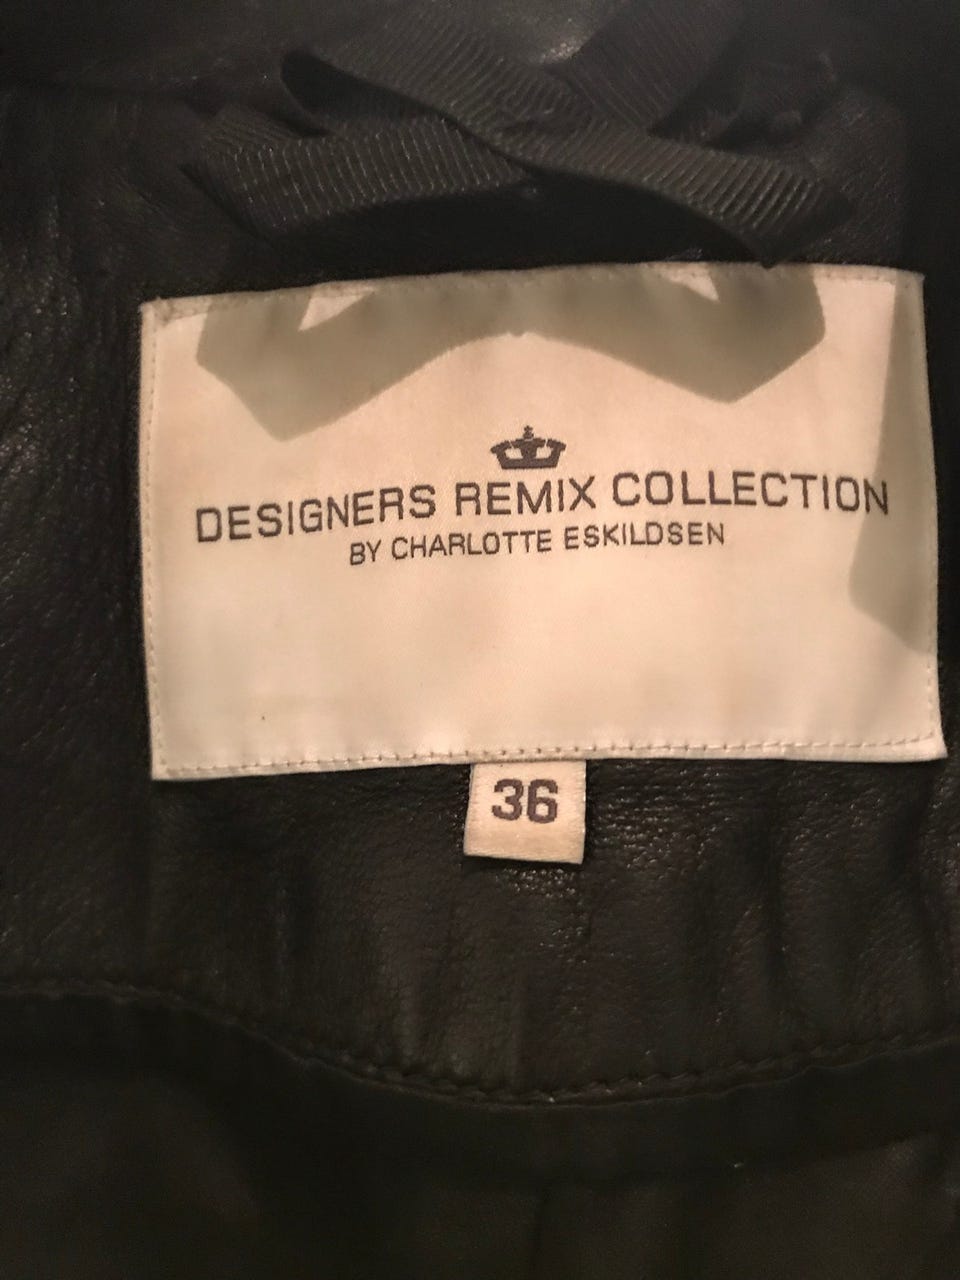 DESIGNERS REMIX COLLECTION
BY CHARLOTTE ESKILDSEN
36